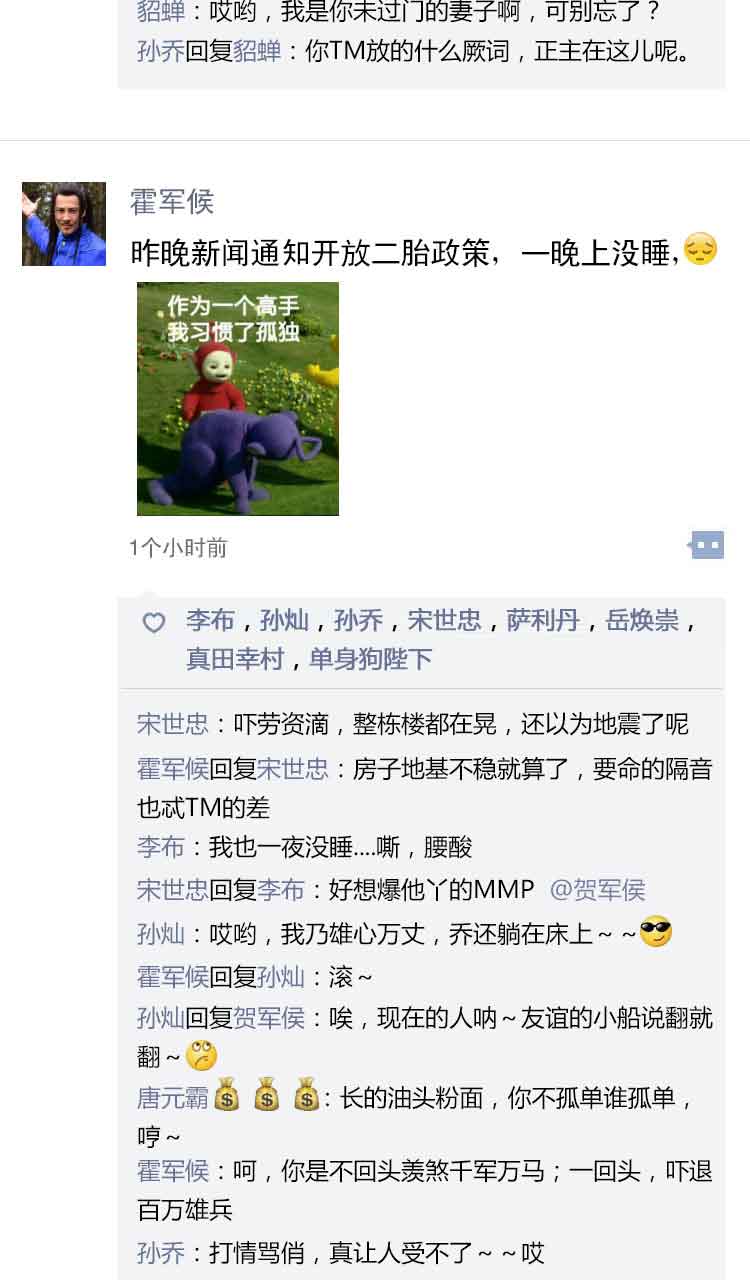 貂蝉：哎哟，我是你未过门的妻子啊，可别忘了？
孙乔回复貂蝉：你TM放的什么厥词，正主在这儿呢。
霍军候
昨晚新闻通知开放二胎政策，一晚上没睡,
作为一个高手
我习惯了孤独
1个小时前
李布，孙灿，孙乔，宋世忠，萨利丹，岳焕崇，
真田幸村，单身狗陛下
宋世忠：吓劳资滴，整栋楼都在晃，还以为地震了呢
霍军候回复宋世忠：房子地基不稳就算了，要命的隔音
也忒TM的差
李布：我也一夜没睡....嘶，腰酸
宋世忠回复李布：好想爆他丫的MMP @贺军侯
孙灿：哎哟，我乃雄心万丈，乔还躺在床上～～
霍军候回复孙灿：滚～
孙灿回复贺军侯：唉，现在的人呐～友谊的小船说翻就
翻～
唐元霸：长的油头粉面，你不孤单谁孤单，
哼～
霍军候：呵，你是不回头羡煞千军万马；一回头，吓退
百万雄兵
孙乔：打情骂俏，真让人受不了～～哎